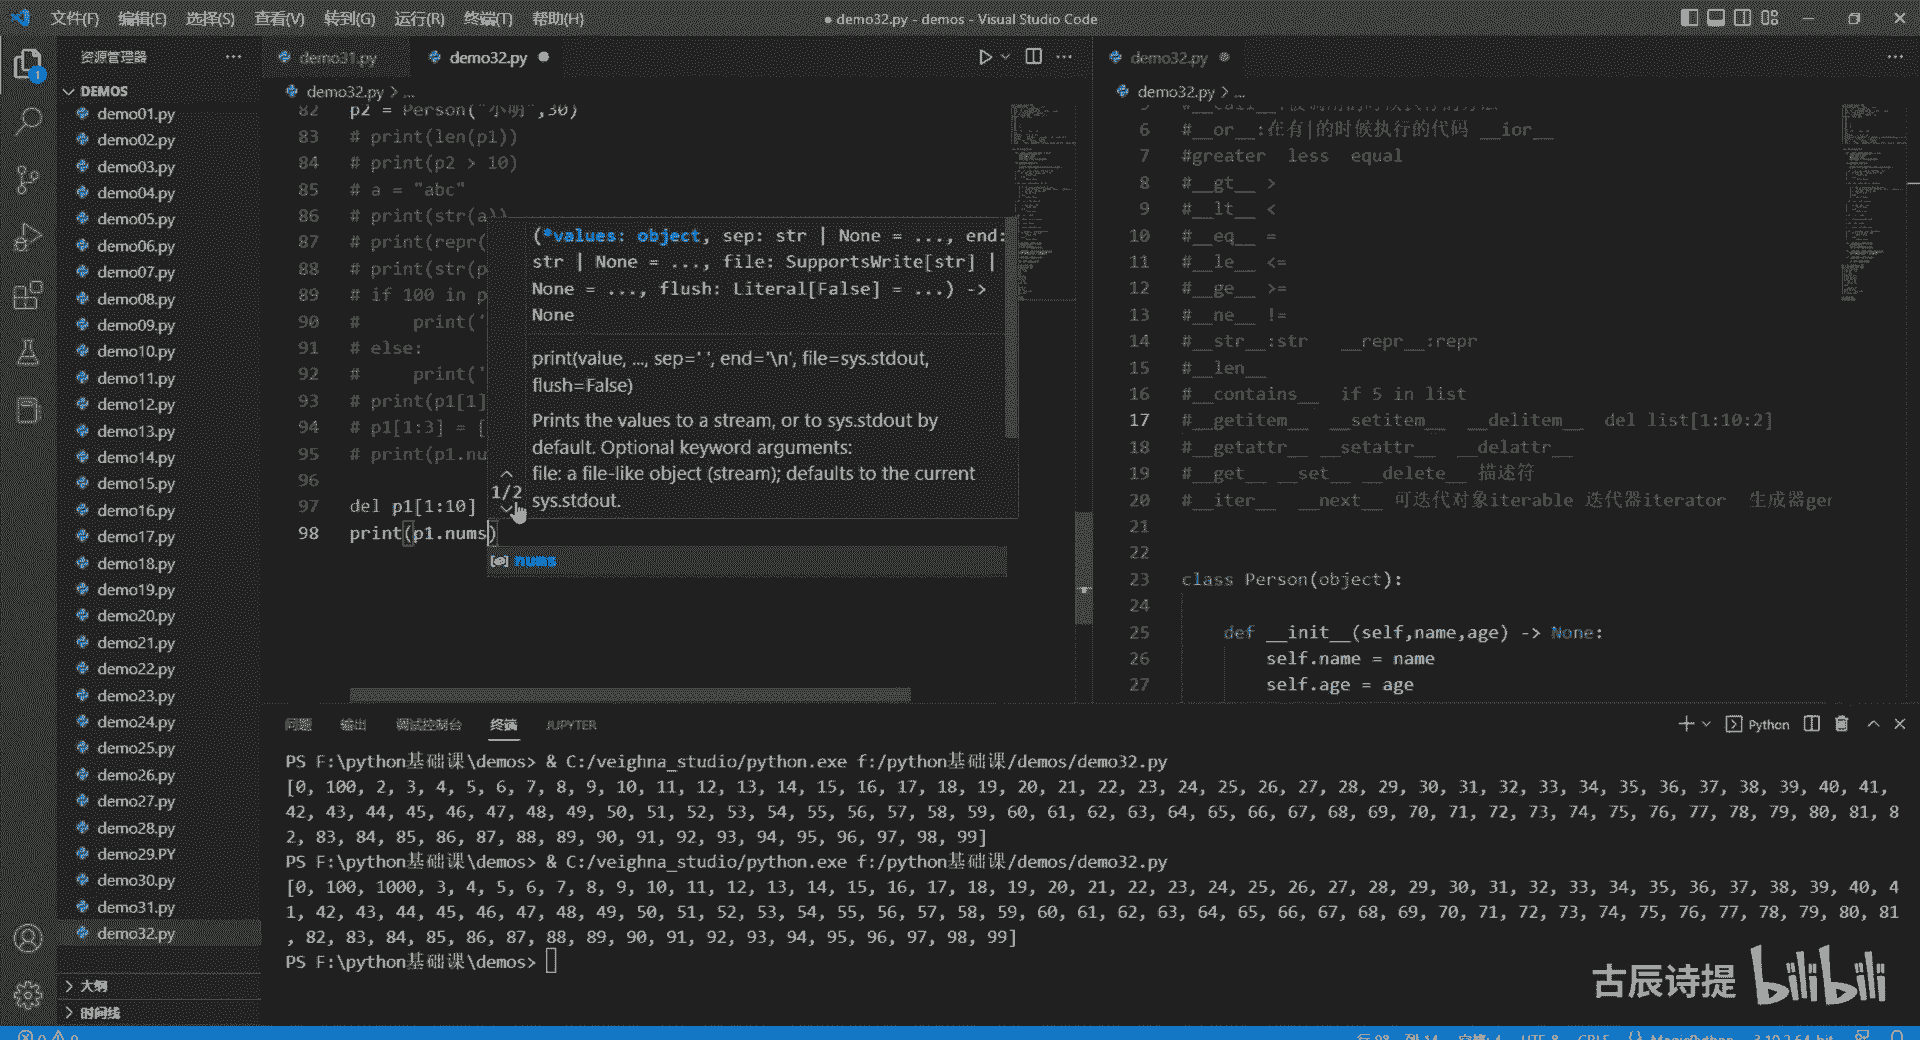 文件(F) 编辑(E) 选择(S) 查看(V) 转到(G) 运行(R) 终端(T) 帮助(H) ● demo32.py - demos - Visual Studio Code
资源管理器 ···
1
DEMOS
demo01.py
demo02.py
demo03.py
demo04.py
demo05.py
demo06.py
demo07.py
demo08.py
demo09.py
demo10.py
demo11.py
demo12.py
demo13.py
demo14.py
demo15.py
demo16.py
demo17.py
demo18.py
demo19.py
demo20.py
demo21.py
demo22.py
demo23.py
demo24.py
demo25.py
demo26.py
demo27.py
demo28.py
demo29.PY
demo30.py
demo31.py
demo32.py
大纲
时间线
demo31.py demo32.py ●
demo32.py > ...
82 p2 = Person("小明",30)
83 # print(len(p1))
84 # print(p2 > 10)
85 # a = "abc"
86 # print(str(a))
87 # print(repr(
88 # print(str(p
89 # if 100 in p
90 #     print('
91 # else:
92 #     print('
93 # print(p1[1]
94 # p1[1:3] = [
95 # print(p1.nu
96
97 del p1[1:10]
98 print(p1.nums)
(*values: object, sep: str | None = ..., end:
str | None = ..., file: SupportsWrite[str] |
None = ..., flush: Literal[False] = ...) ->
None
print(value, ..., sep=' ', end='\n', file=sys.stdout,
flush=False)
Prints the values to a stream, or to sys.stdout by
default. Optional keyword arguments:
file: a file-like object (stream); defaults to the current
sys.stdout.
1/2
nums
demo32.py ●
demo32.py > ...
6 #__or__:在有|的时候执行的代码 __ior__
7 #greater  less  equal
8 #__gt__ >
9 #__lt__ <
10 #__eq__ =
11 #__le__ <=
12 #__ge__ >=
13 #__ne__ !=
14 #__str__:str   __repr__:repr
15 #__len__
16 #__contains__  if 5 in list
17 #__getitem__  __setitem__  __delitem__  del list[1:10:2]
18 #__getattr__ __setattr__  __delattr__
19 #__get__ __set__ __delete__ 描述符
20 #__iter__  __next__ 可迭代对象iterable 迭代器iterator  生成器ger
21
22
23 class Person(object):
24
25 def __init__(self,name,age) -> None:
26 self.name = name
27 self.age = age
问题 输出 调试控制台 终端 JUPYTER
Python
PS F:\python基础课\demos> & C:/veighna_studio/python.exe f:/python基础课/demos/demo32.py
[0, 100, 2, 3, 4, 5, 6, 7, 8, 9, 10, 11, 12, 13, 14, 15, 16, 17, 18, 19, 20, 21, 22, 23, 24, 25, 26, 27, 28, 29, 30, 31, 32, 33, 34, 35, 36, 37, 38, 39, 40, 41,
42, 43, 44, 45, 46, 47, 48, 49, 50, 51, 52, 53, 54, 55, 56, 57, 58, 59, 60, 61, 62, 63, 64, 65, 66, 67, 68, 69, 70, 71, 72, 73, 74, 75, 76, 77, 78, 79, 80, 81, 8
2, 83, 84, 85, 86, 87, 88, 89, 90, 91, 92, 93, 94, 95, 96, 97, 98, 99]
PS F:\python基础课\demos> & C:/veighna_studio/python.exe f:/python基础课/demos/demo32.py
[0, 100, 1000, 3, 4, 5, 6, 7, 8, 9, 10, 11, 12, 13, 14, 15, 16, 17, 18, 19, 20, 21, 22, 23, 24, 25, 26, 27, 28, 29, 30, 31, 32, 33, 34, 35, 36, 37, 38, 39, 40, 4
1, 42, 43, 44, 45, 46, 47, 48, 49, 50, 51, 52, 53, 54, 55, 56, 57, 58, 59, 60, 61, 62, 63, 64, 65, 66, 67, 68, 69, 70, 71, 72, 73, 74, 75, 76, 77, 78, 79, 80, 81
, 82, 83, 84, 85, 86, 87, 88, 89, 90, 91, 92, 93, 94, 95, 96, 97, 98, 99]
PS F:\python基础课\demos>
古辰诗提 bilibili